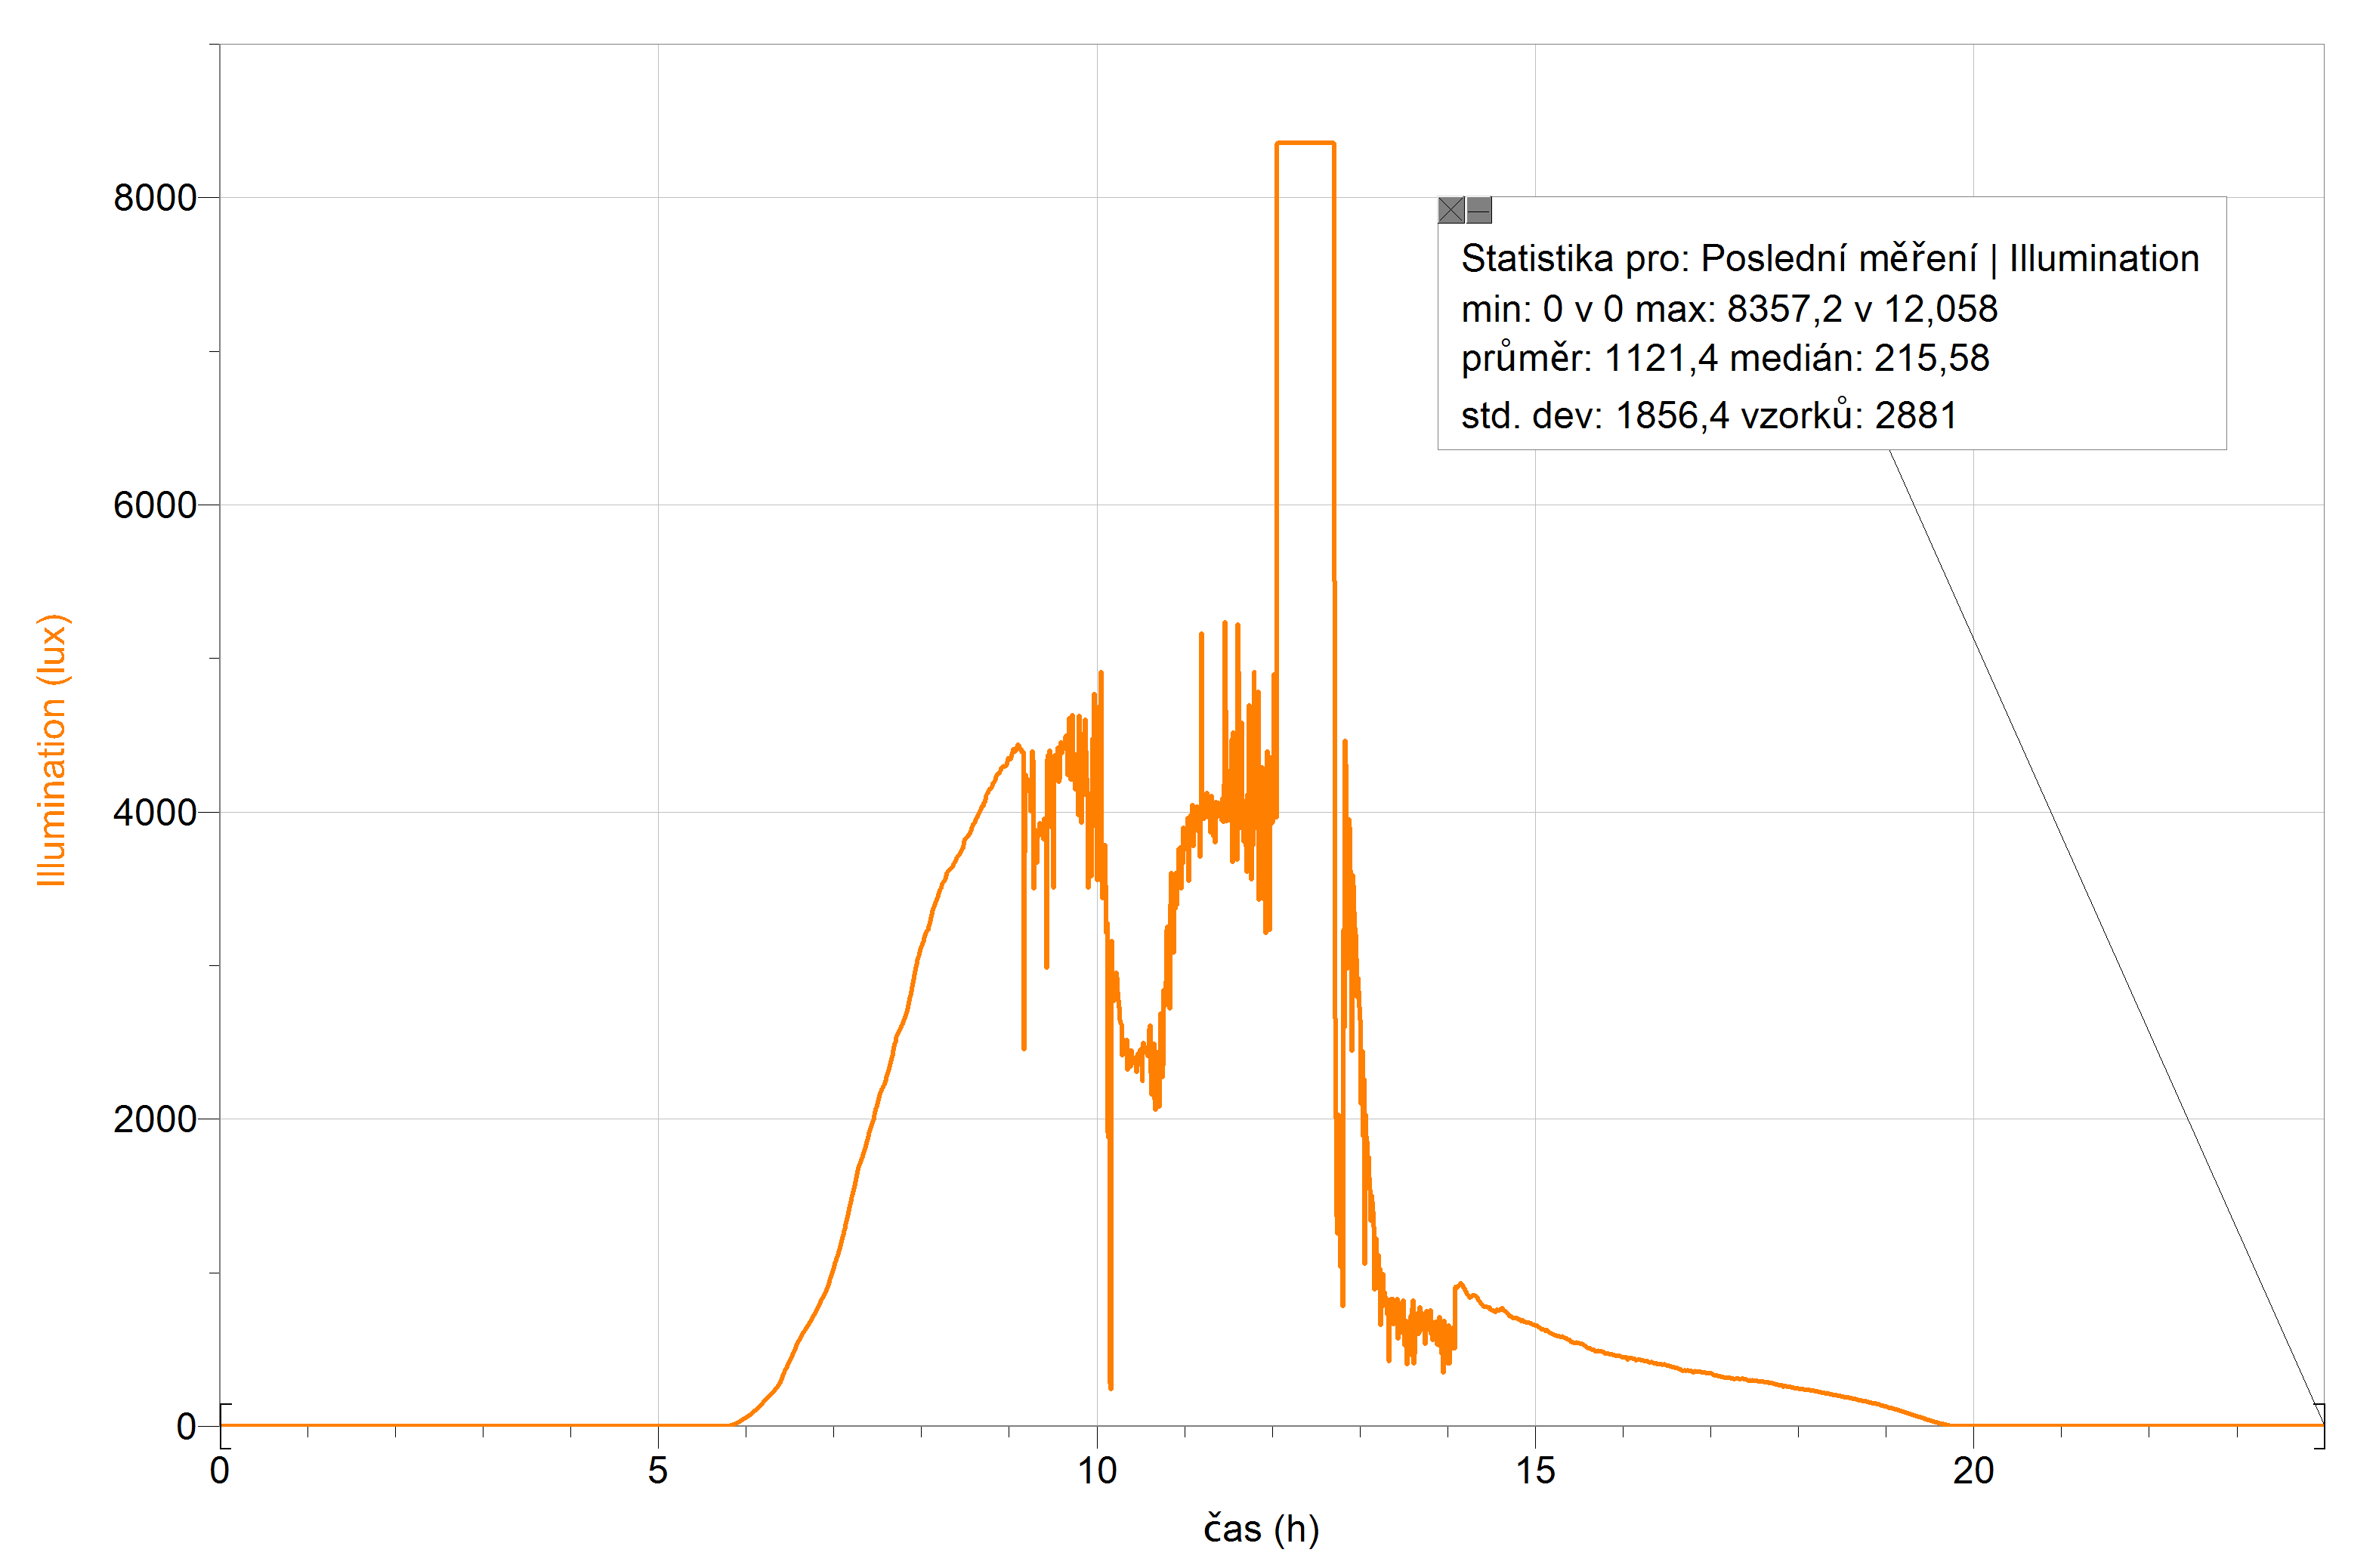 8000
6000
4000
2000
0
Illumination (lux)
Statistika pro: Poslední měření | Illumination
min: 0 v 0 max: 8357,2 v 12,058
průměr: 1121,4 medián: 215,58
std. dev: 1856,4 vzorků: 2881
0 5 10 15 20
čas (h)